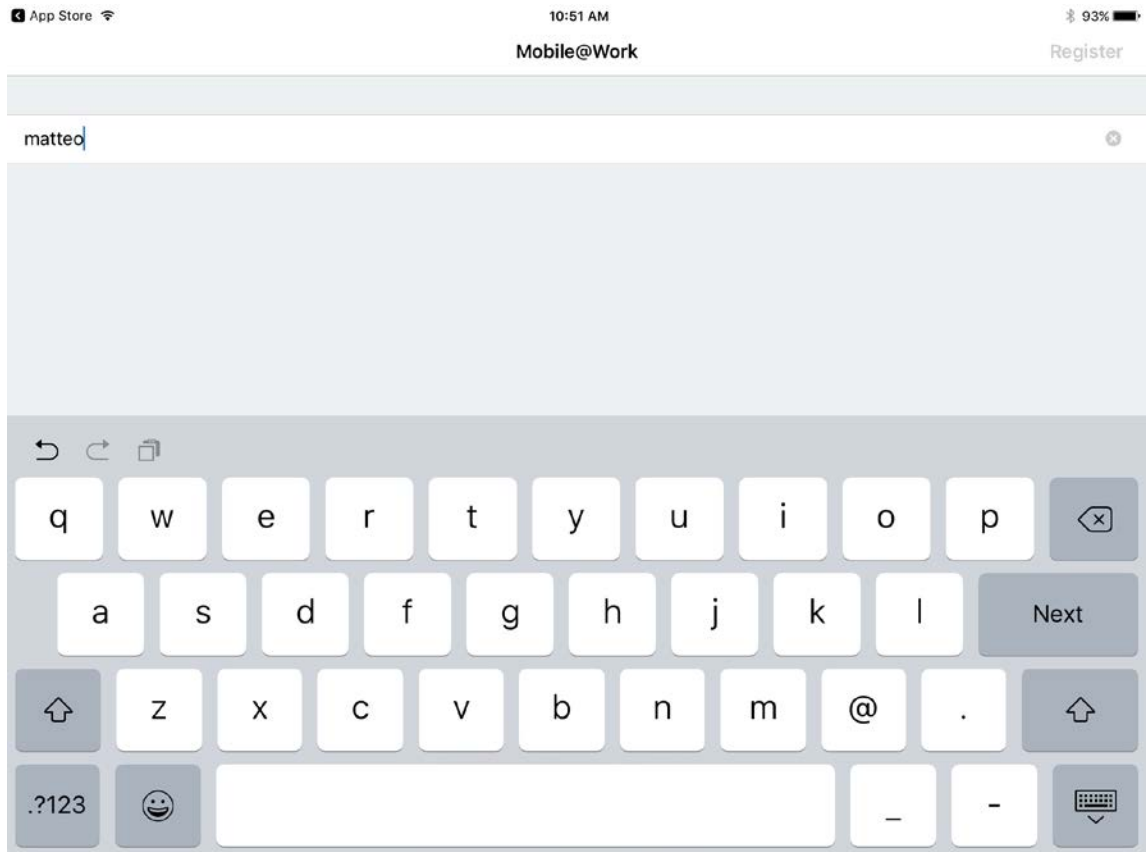 App Store 10:51 AM 93%
Mobile@Work Register
matteo
q w e r t y u i o p
a s d f g h j k l Next
z x c v b n m @ .
.?123 _ -